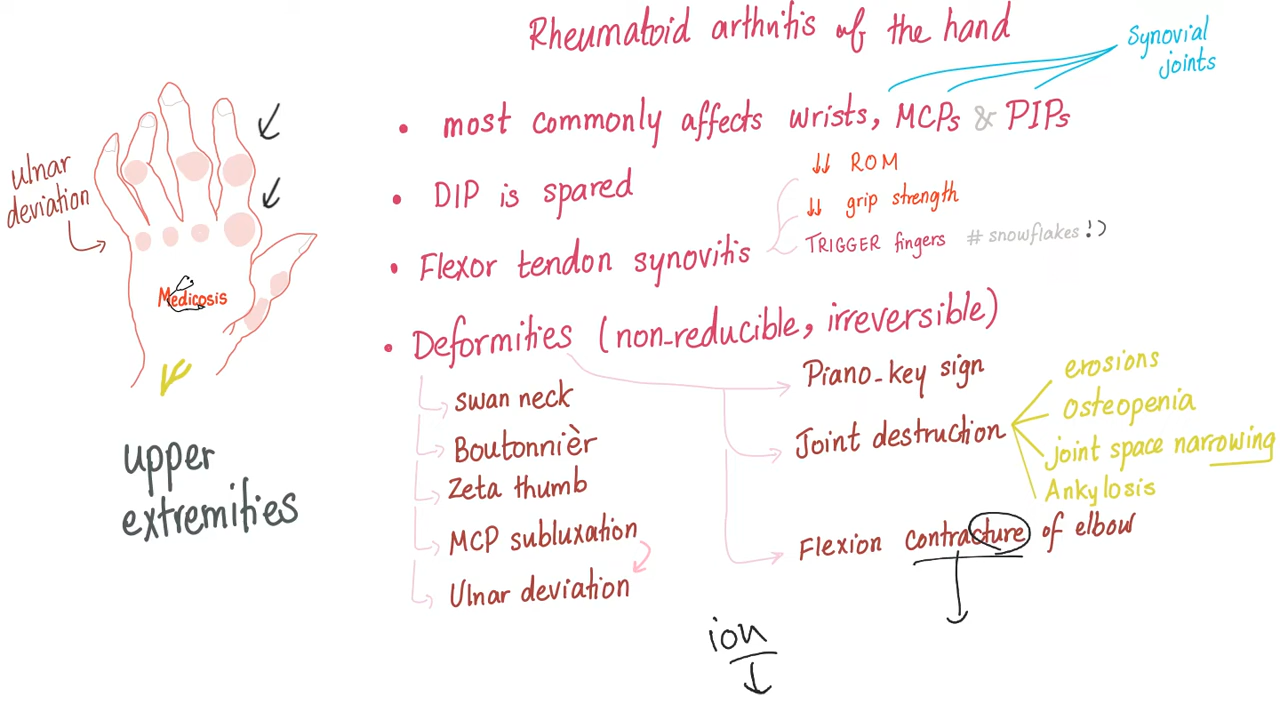 Rheumatoid arthritis of the hand
Synovial
joints
• most commonly affects wrists, MCPs & PIPs
• DIP is spared
↓↓ ROM
↓↓ grip strength
TRIGGER fingers # snowflakes !)
• Flexor tendon synovitis
ulnar
deviation
Medicosis
upper
extremities
• Deformities (non-reducible, irreversible)
swan neck
Boutonnièr
Zeta thumb
MCP subluxation
Ulnar deviation
Piano-key sign
Joint destruction
erosions
Osteopenia
joint space narrowing
Ankylosis
Flexion contracture of elbow
ion